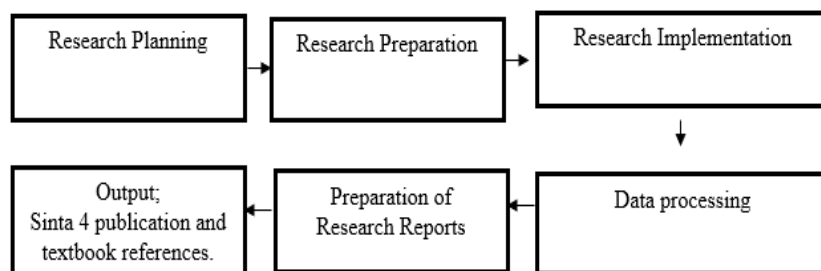 Research Planning
Research Preparation
Research Implementation
Data processing
Preparation of
Research Reports
Output;
Sinta 4 publication and
textbook references.